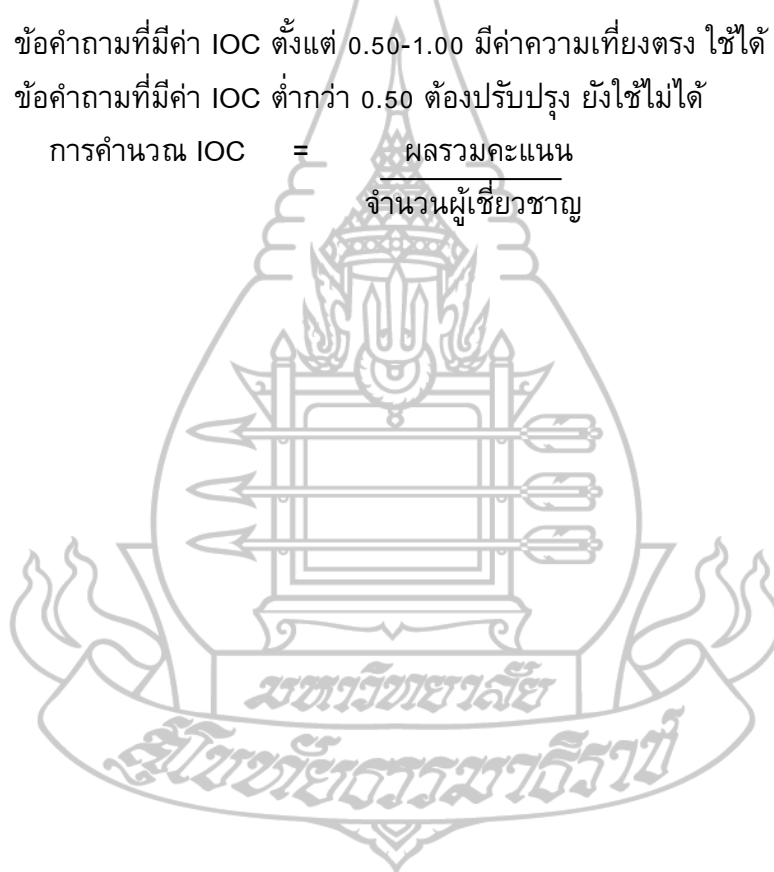 ข้อคำถามที่มีค่า IOC ตั้งแต่ 0.50-1.00 มีค่าความเที่ยงตรง ใช้ได้
ข้อคำถามที่มีค่า IOC ต่ำกว่า 0.50 ต้องปรับปรุง ยังใช้ไม่ได้
การคำนวณ IOC = ผลรวมคะแนน
จำนวนผู้เชี่ยวชาญ
มหาวิทยาลัย
สุโขทัยธรรมาธิราช